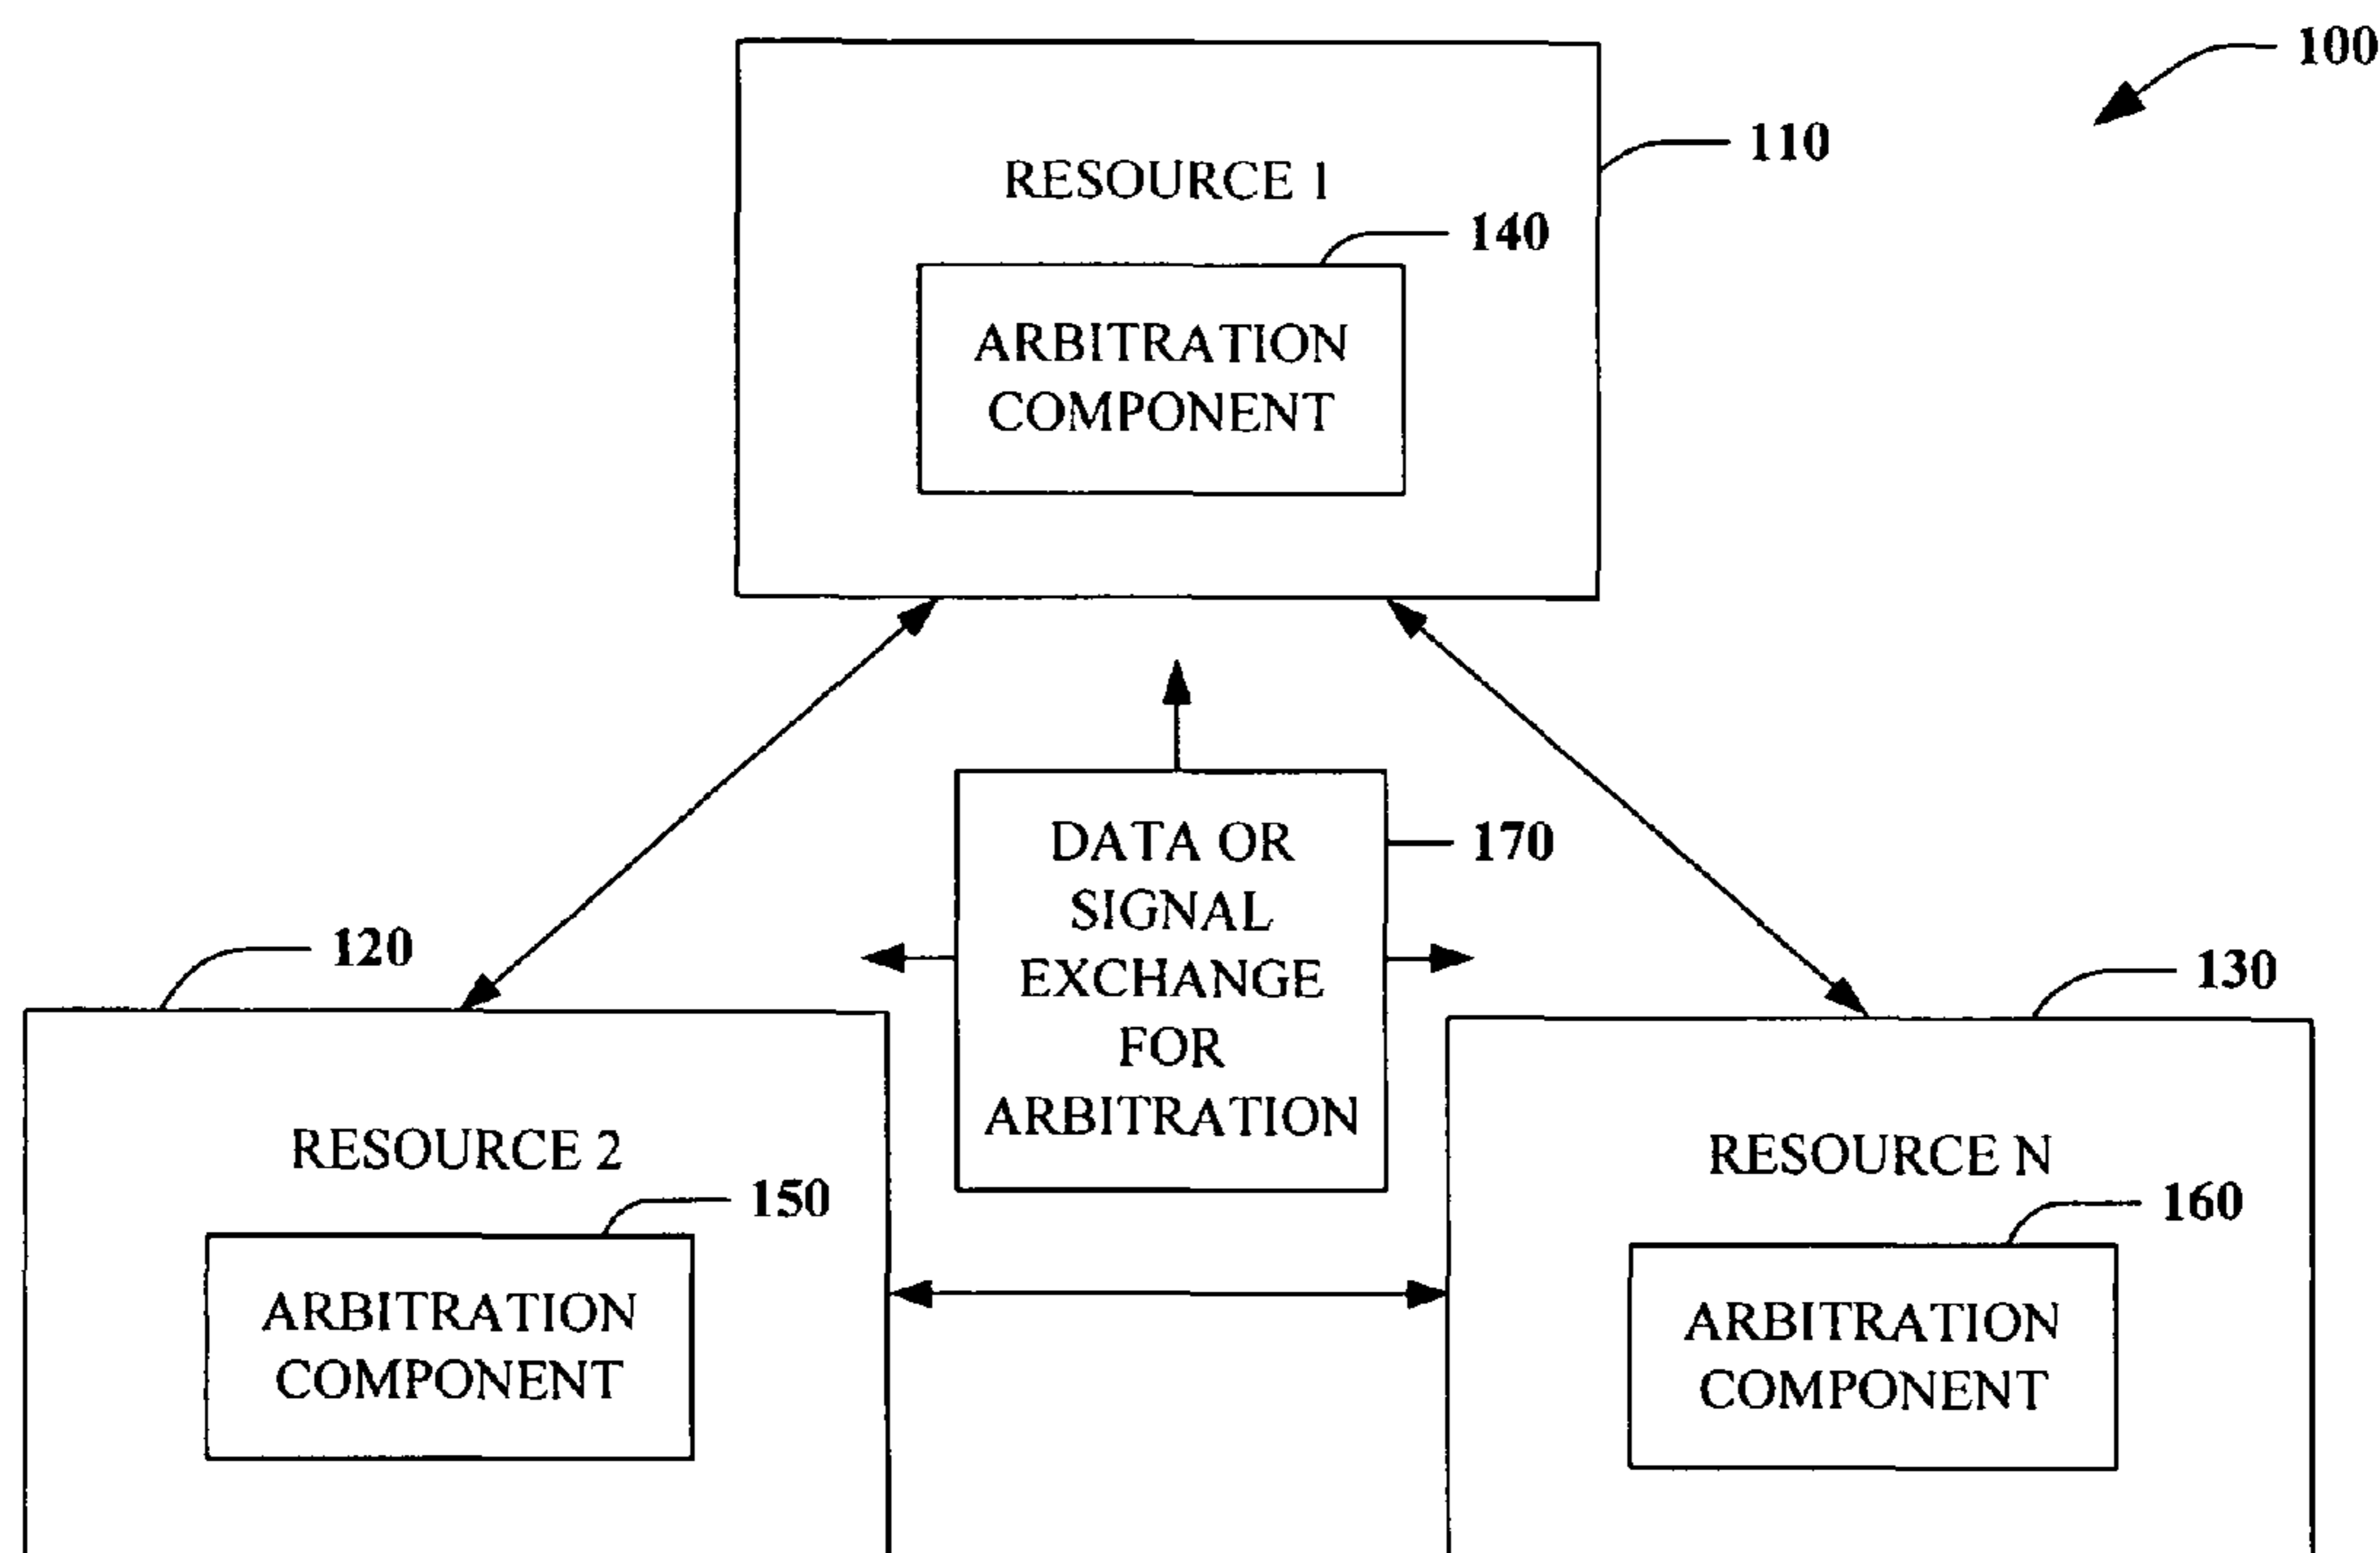 100
110
RESOURCE 1
140
ARBITRATION
COMPONENT
DATA OR
SIGNAL
EXCHANGE
FOR
ARBITRATION
170
120
130
RESOURCE 2
150
ARBITRATION
COMPONENT
RESOURCE N
160
ARBITRATION
COMPONENT